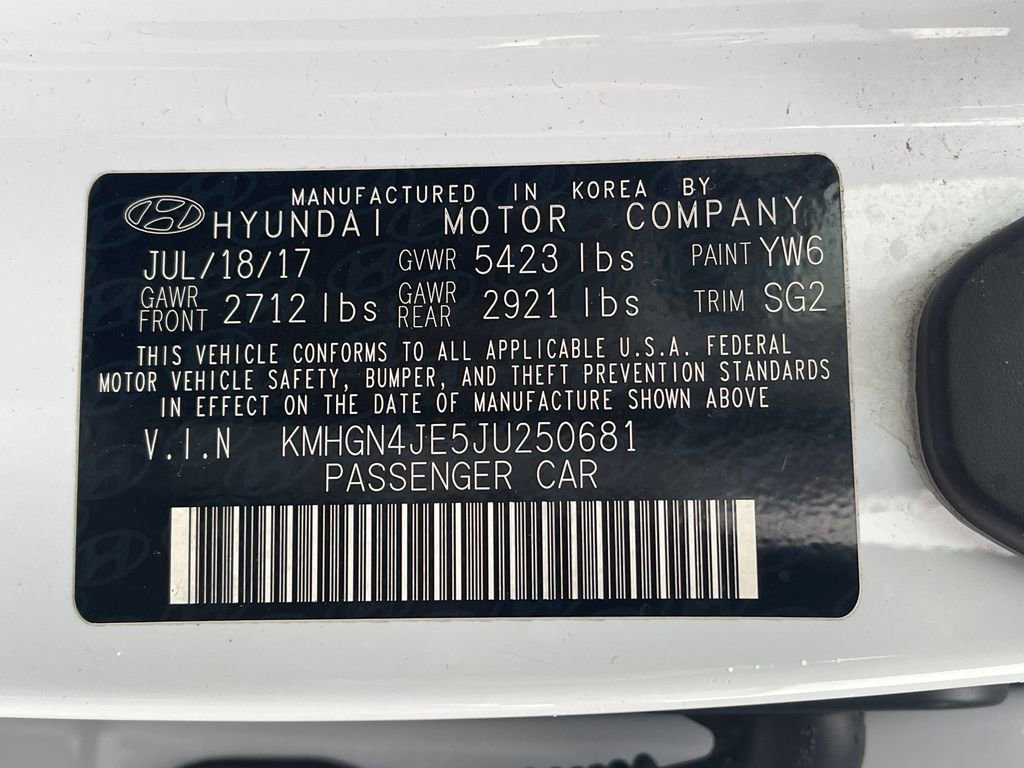 MANUFACTURED IN KOREA BY
HYUNDAI MOTOR COMPANY
JUL/18/17 GVWR 5423 lbs PAINT YW6
GAWR FRONT 2712 lbs GAWR REAR 2921 lbs TRIM SG2
THIS VEHICLE CONFORMS TO ALL APPLICABLE U.S.A. FEDERAL
MOTOR VEHICLE SAFETY, BUMPER, AND THEFT PREVENTION STANDARDS
IN EFFECT ON THE DATE OF MANUFACTURE SHOWN ABOVE
V.I.N KMHGN4JE5JU250681
PASSENGER CAR